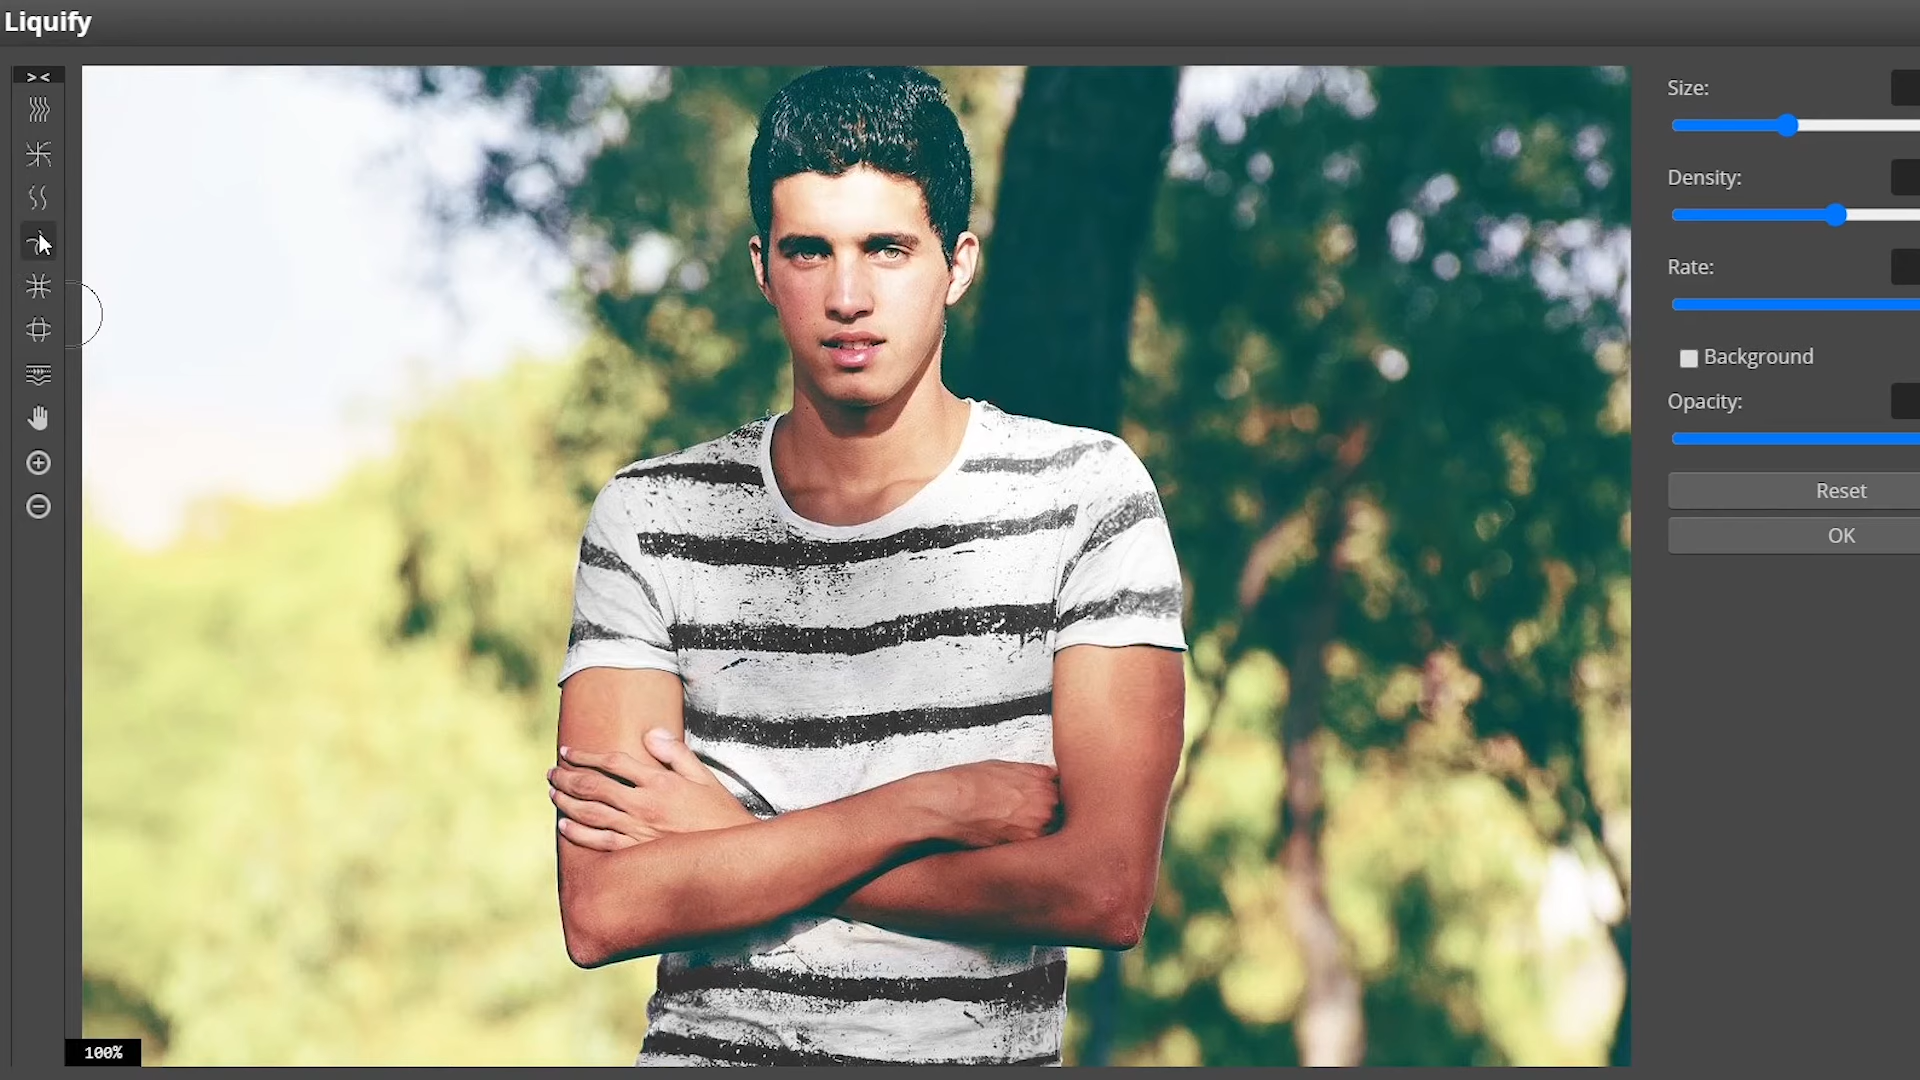 Liquify
> <
Size:
Density:
Rate:
Background
Opacity:
Reset
OK
100%